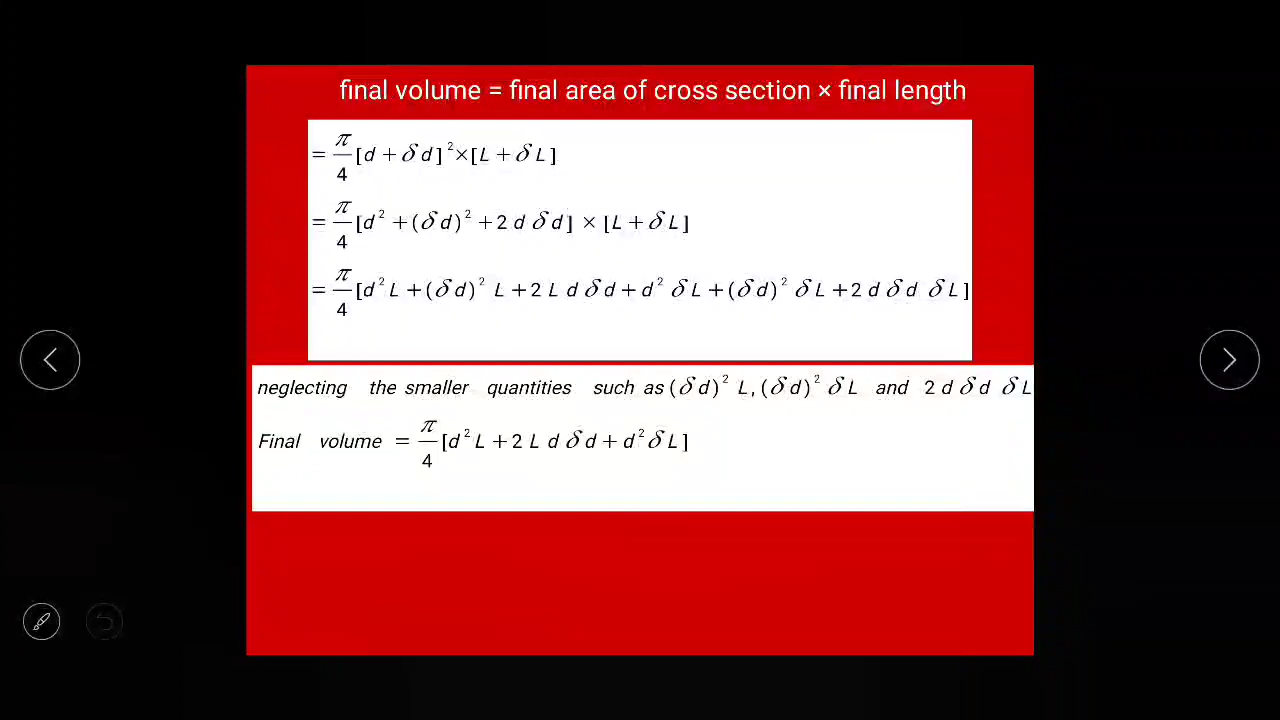 final volume = final area of cross section × final length
= π/4 [d + δd]² × [L + δL]
= π/4 [d² + (δd)² + 2 d δd] × [L + δL]
= π/4 [d² L + (δd)² L + 2 L d δd + d² δL + (δd)² δL + 2 d δd δL]
neglecting the smaller quantities such as (δd)² L, (δd)² δL and 2 d δd δL
Final volume = π/4 [d² L + 2 L d δd + d² δL]